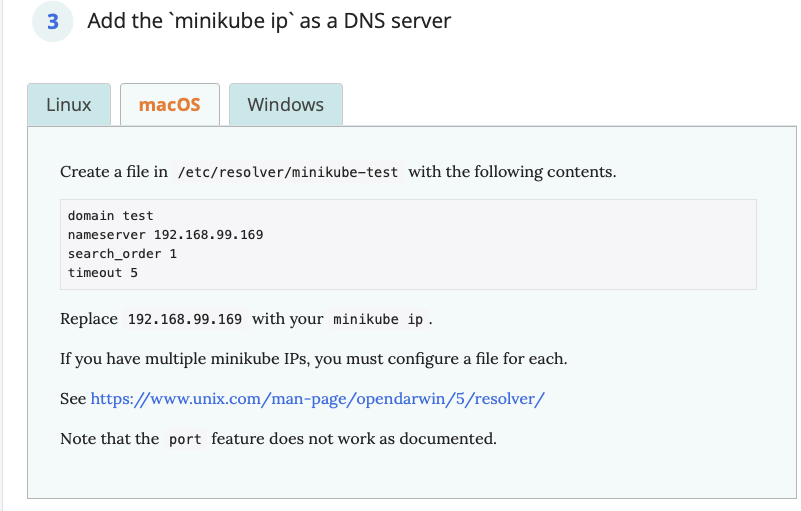 3 Add the `minikube ip` as a DNS server
Linux macOS Windows
Create a file in /etc/resolver/minikube-test with the following contents.
domain test
nameserver 192.168.99.169
search_order 1
timeout 5
Replace 192.168.99.169 with your minikube ip.
If you have multiple minikube IPs, you must configure a file for each.
See https://www.unix.com/man-page/opendarwin/5/resolver/
Note that the port feature does not work as documented.